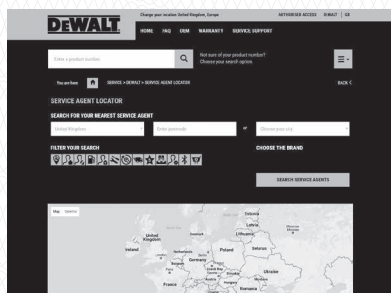 DEWALT
Change your location: United Kingdom, Europe
AUTHORISED ACCESS DEWALT GB
HOME FAQ OEM WARRANTY SERVICE SUPPORT
Enter a product number.
Not sure of your product number?
Choose your search option.
You are here SERVICE > DEWALT > SERVICE AGENT LOCATOR BACK
SERVICE AGENT LOCATOR
SEARCH FOR YOUR NEAREST SERVICE AGENT
United Kingdom Enter postcode or Choose your city
FILTER YOUR SEARCH CHOOSE THE BRAND
SEARCH SERVICE AGENTS
Map Satellite
Estonia
Latvia
Denmark
Lithuania
United
Kingdom
Ireland
Poland
Belarus
Germany
Ukraine
France
Austria
Romania